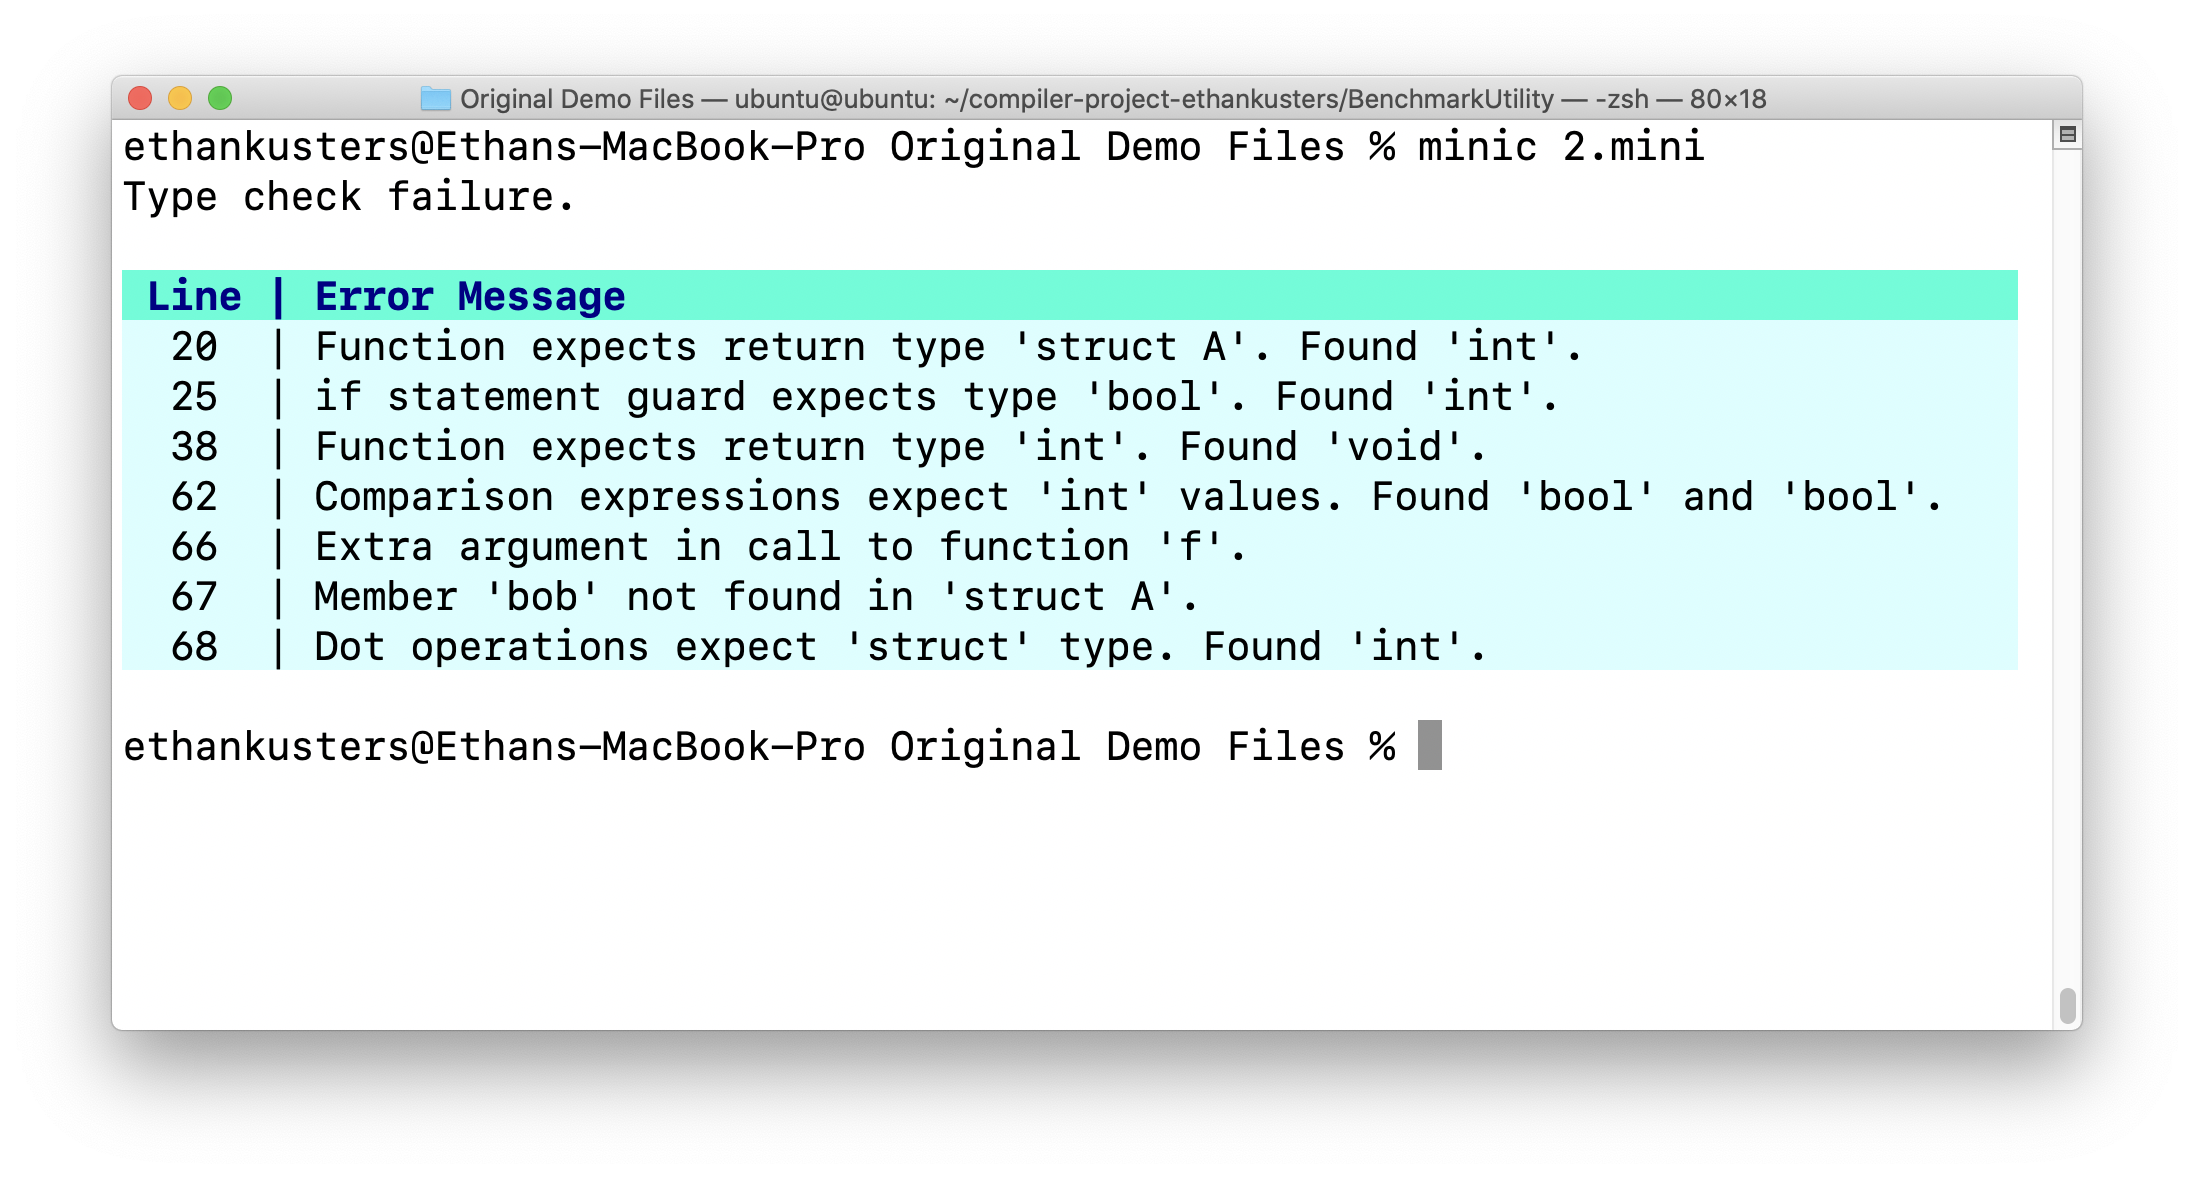 Original Demo Files — ubuntu@ubuntu: ~/compiler-project-ethankusters/BenchmarkUtility — -zsh — 80×18
ethankusters@Ethans-MacBook-Pro Original Demo Files % minic 2.mini
Type check failure.
Line | Error Message
20 | Function expects return type 'struct A'. Found 'int'.
25 | if statement guard expects type 'bool'. Found 'int'.
38 | Function expects return type 'int'. Found 'void'.
62 | Comparison expressions expect 'int' values. Found 'bool' and 'bool'.
66 | Extra argument in call to function 'f'.
67 | Member 'bob' not found in 'struct A'.
68 | Dot operations expect 'struct' type. Found 'int'.
ethankusters@Ethans-MacBook-Pro Original Demo Files %